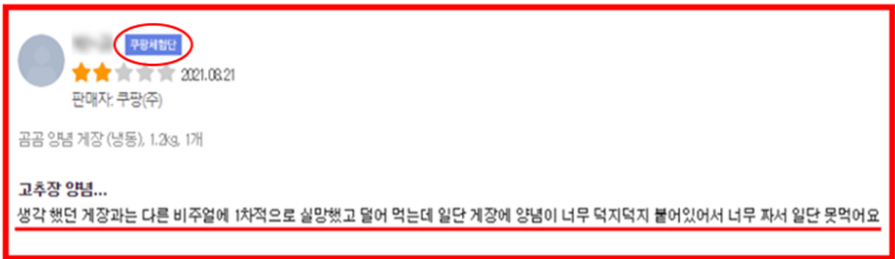 쿠팡체험단
2021.08.21
판매자: 쿠팡(주)
곰곰 양념 게장 (냉동), 1.2kg, 1개
고추장 양념...
생각 했던 게장과는 다른 비주얼에 1차적으로 실망했고 덜어 먹는데 일단 게장에 양념이 너무 덕지덕지 붙어있어서 너무 짜서 일단 못먹어요